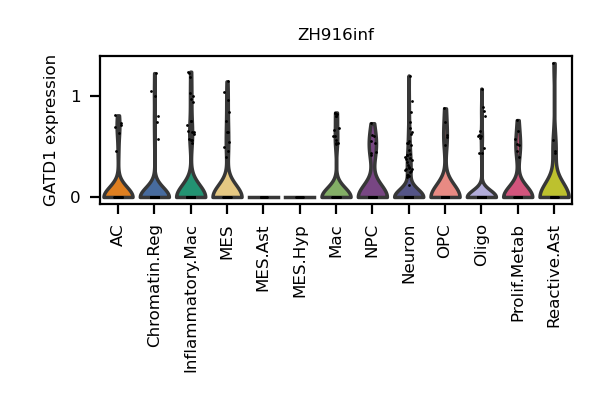 ZH916inf
GATD1 expression
1
0
AC
Chromatin.Reg
Inflammatory.Mac
MES
MES.Ast
MES.Hyp
Mac
NPC
Neuron
OPC
Oligo
Prolif.Metab
Reactive.Ast